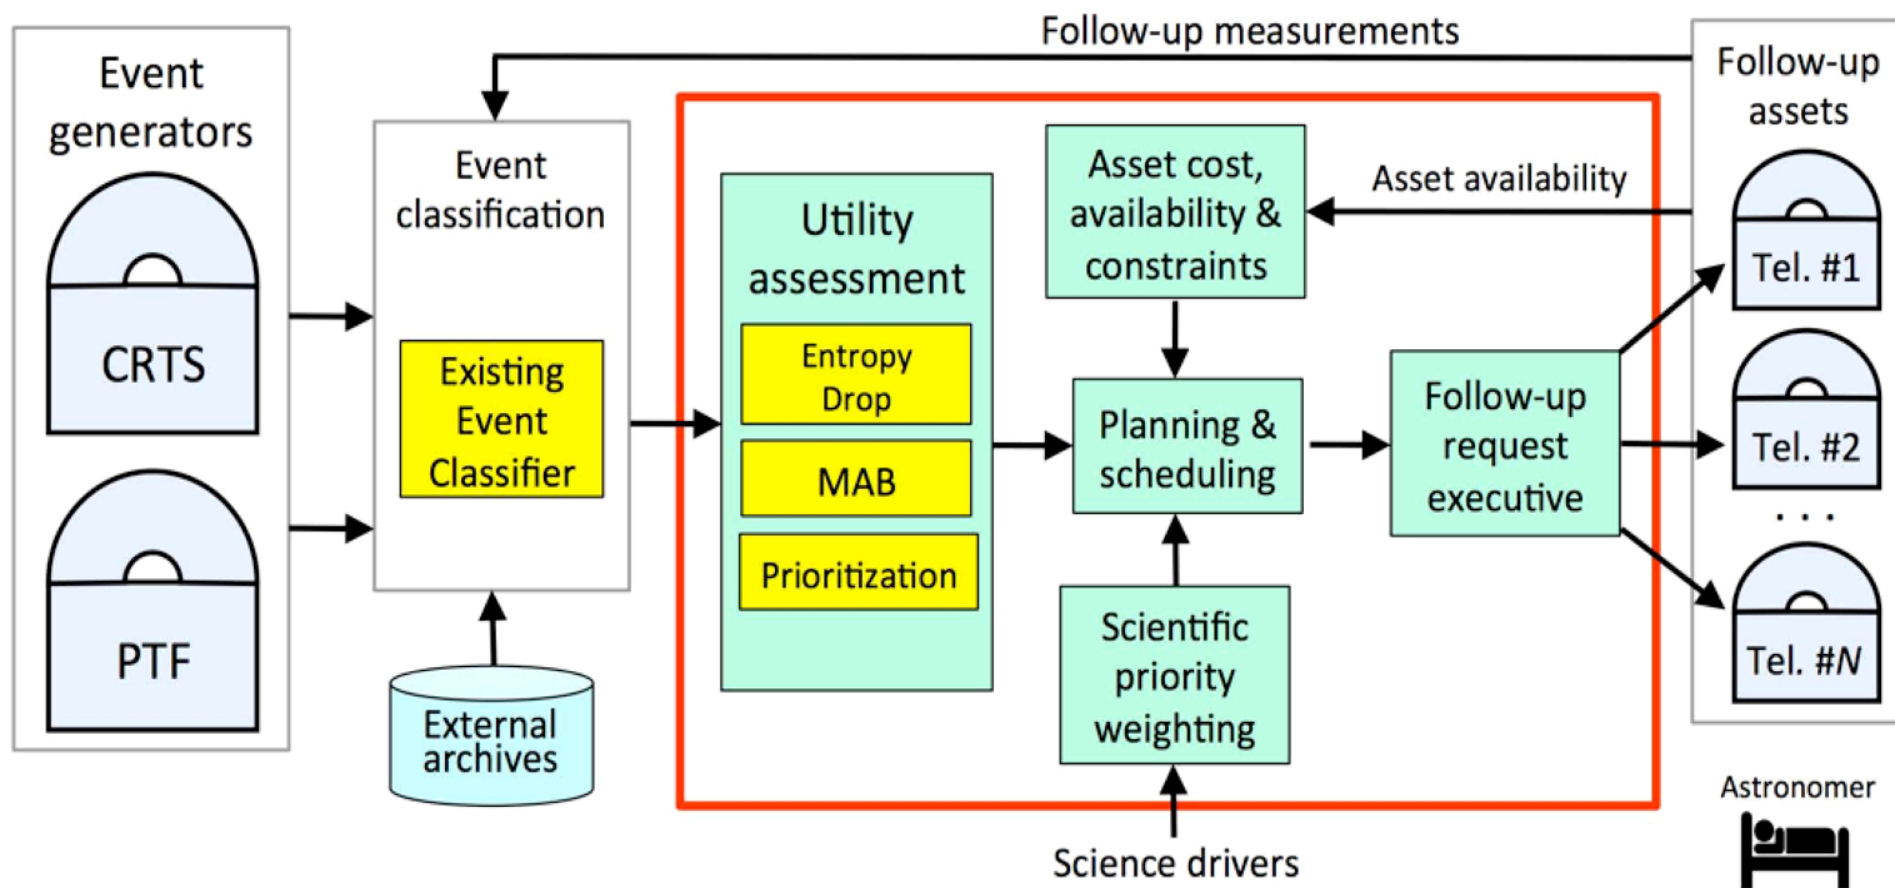 Event
generators
CRTS
PTF
Follow-up measurements
Event
classification
Existing
Event
Classifier
External
archives
Utility
assessment
Entropy
Drop
MAB
Prioritization
Asset cost,
availability &
constraints
Asset availability
Planning &
scheduling
Scientific
priority
weighting
Science drivers
Follow-up
request
executive
Follow-up
assets
Tel. #1
Tel. #2
. . .
Tel. #N
Astronomer